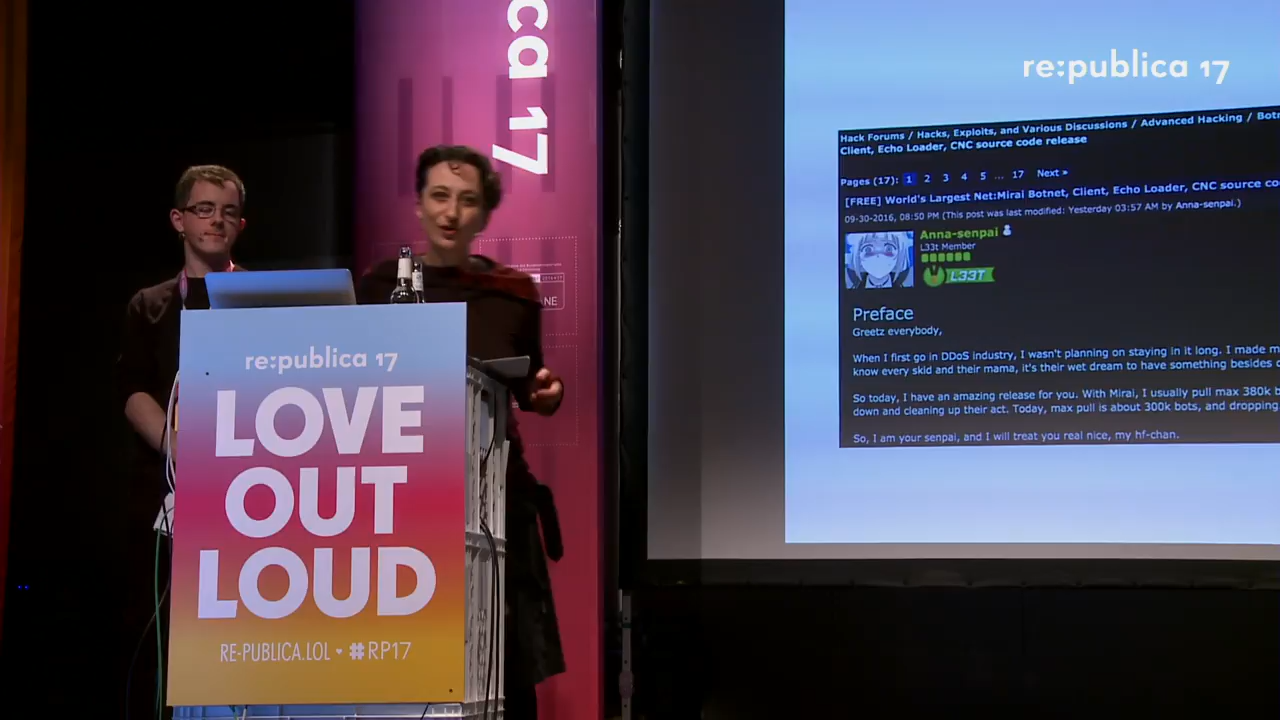 ca 17
re:publica 17
Hack Forums / Hacks, Exploits, and Various Discussions / Advanced Hacking /
Client, Echo Loader, CNC source code release
Pages (17): 1 2 3 4 5 ... 17 Next »
[FREE] World's Largest Net:Mirai Botnet, Client, Echo Loader, CNC source
09-30-2016, 08:50 PM (This post was last modified: Yesterday 03:57 AM by Anna-senpai.)
Anna-senpai
L33t Member
L33T
Preface
Greetz everybody,
When I first go in DDoS industry, I wasn't planning on staying in it long. I made
know every skid and their mama, it's their wet dream to have something besides
So today, I have an amazing release for you. With Mirai, I usually pull max 380k
down and cleaning up their act. Today, max pull is about 300k bots, and dropping
So, I am your senpai, and I will treat you real nice, my hf-chan.
re:publica 17
LOVE
OUT
LOUD
RE-PUBLICA.LOL ♥ #RP17